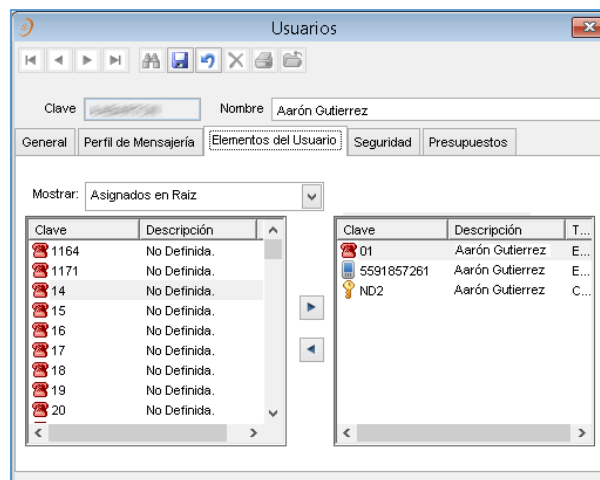 Usuarios
Clave Nombre Aarón Gutierrez
General Perfil de Mensajería Elementos del Usuario Seguridad Presupuestos
Mostrar: Asignados en Raiz
Clave Descripción
1164 No Definida.
1171 No Definida.
14 No Definida.
15 No Definida.
16 No Definida.
17 No Definida.
18 No Definida.
19 No Definida.
20 No Definida.
Clave Descripción T...
01 Aarón Gutierrez E...
5591857261 Aarón Gutierrez E...
ND2 Aarón Gutierrez C...